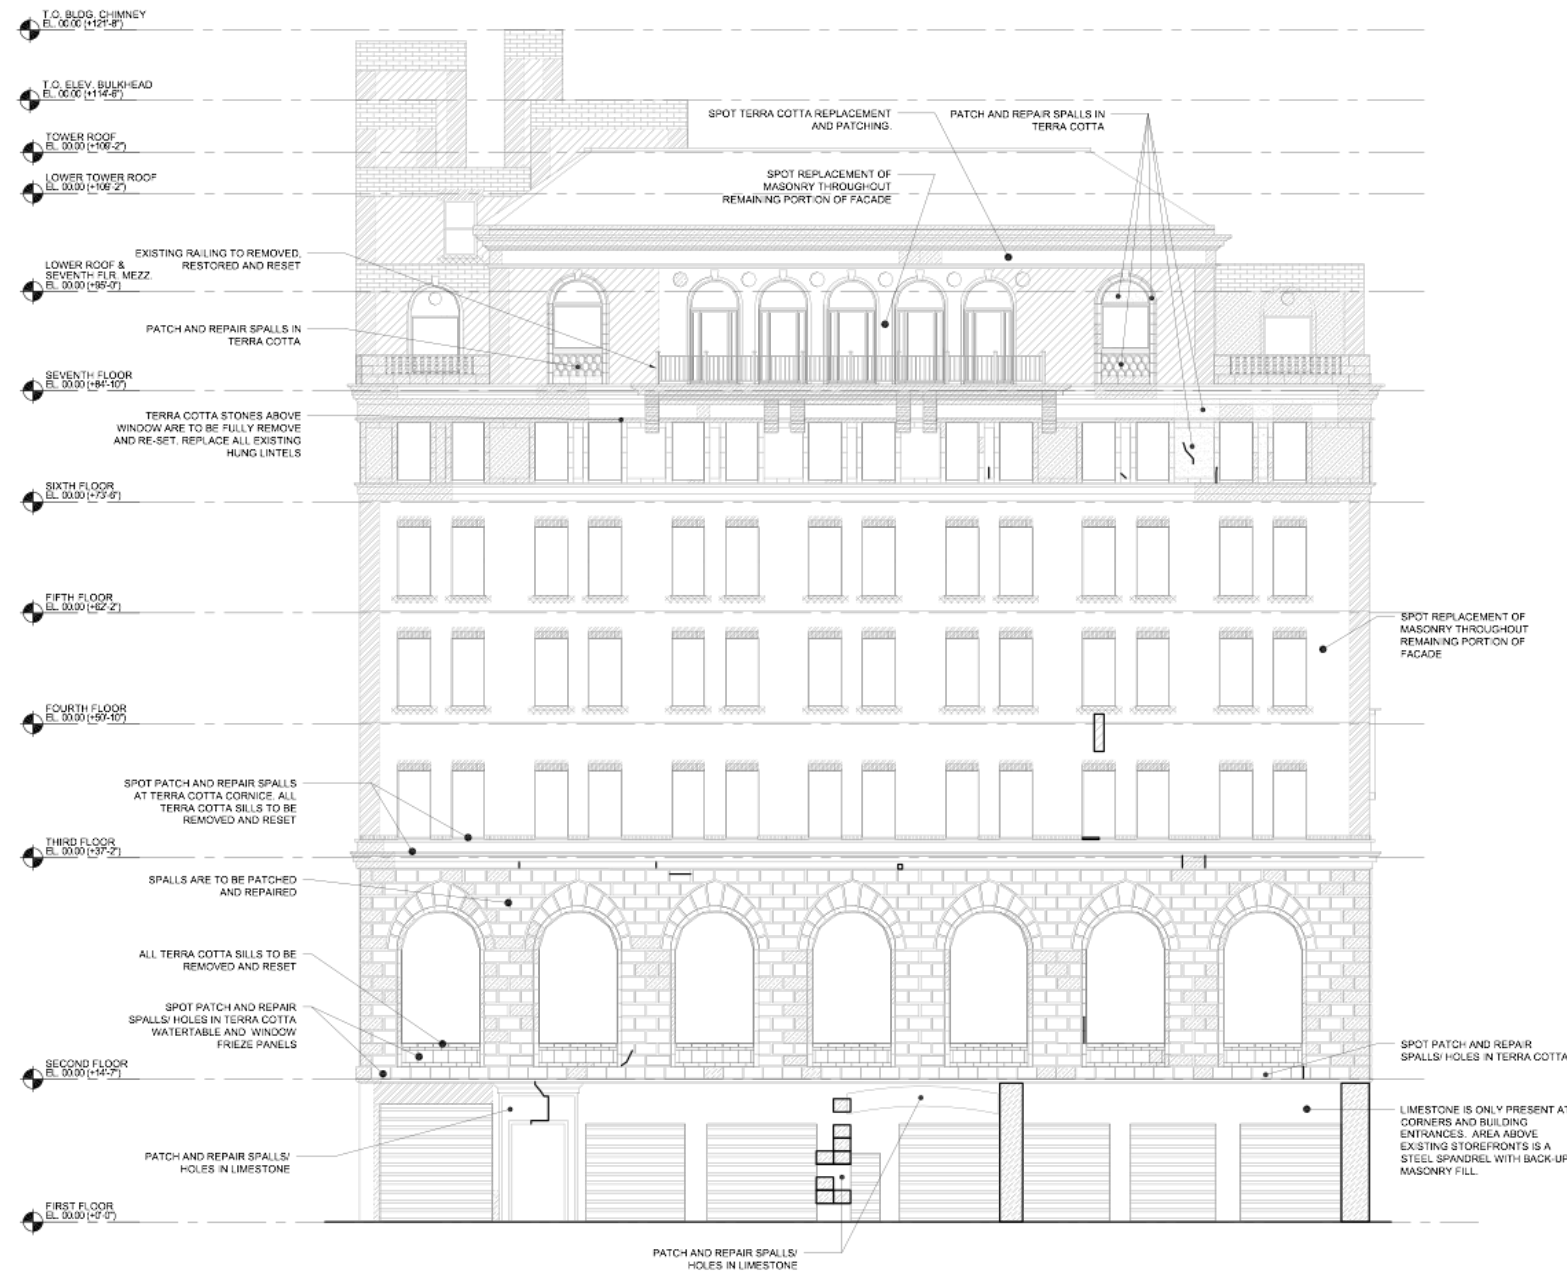 T.O. BLDG. CHIMNEY
EL. 00.00 (+121'-8")
T.O. ELEV. BULKHEAD
EL. 00.00 (+114'-6")
TOWER ROOF
EL. 00.00 (+109'-2")
LOWER TOWER ROOF
EL. 00.00 (+106'-2")
LOWER ROOF &
SEVENTH FLR. MEZZ.
EL. 00.00 (+95'-0")
SEVENTH FLOOR
EL. 00.00 (+84'-10")
SIXTH FLOOR
EL. 00.00 (+73'-6")
FIFTH FLOOR
EL. 00.00 (+62'-2")
FOURTH FLOOR
EL. 00.00 (+50'-10")
THIRD FLOOR
EL. 00.00 (+37'-2")
SECOND FLOOR
EL. 00.00 (+14'-7")
FIRST FLOOR
EL. 00.00 (+0'-0")
SPOT TERRA COTTA REPLACEMENT
AND PATCHING.
PATCH AND REPAIR SPALLS IN
TERRA COTTA
SPOT REPLACEMENT OF
MASONRY THROUGHOUT
REMAINING PORTION OF FACADE
EXISTING RAILING TO REMOVED,
RESTORED AND RESET
PATCH AND REPAIR SPALLS IN
TERRA COTTA
TERRA COTTA STONES ABOVE
WINDOW ARE TO BE FULLY REMOVE
AND RE-SET. REPLACE ALL EXISTING
HUNG LINTELS
SPOT REPLACEMENT OF
MASONRY THROUGHOUT
REMAINING PORTION OF
FACADE
SPOT PATCH AND REPAIR SPALLS
AT TERRA COTTA CORNICE. ALL
TERRA COTTA SILLS TO BE
REMOVED AND RESET
SPALLS ARE TO BE PATCHED
AND REPAIRED
ALL TERRA COTTA SILLS TO BE
REMOVED AND RESET
SPOT PATCH AND REPAIR
SPALLS/ HOLES IN TERRA COTTA
WATERTABLE AND WINDOW
FRIEZE PANELS
SPOT PATCH AND REPAIR
SPALLS/ HOLES IN TERRA COTTA
LIMESTONE IS ONLY PRESENT AT
CORNERS AND BUILDING
ENTRANCES. AREA ABOVE
EXISTING STOREFRONTS IS A
STEEL SPANDREL WITH BACK-UP
MASONRY FILL.
PATCH AND REPAIR SPALLS/
HOLES IN LIMESTONE
PATCH AND REPAIR SPALLS/
HOLES IN LIMESTONE